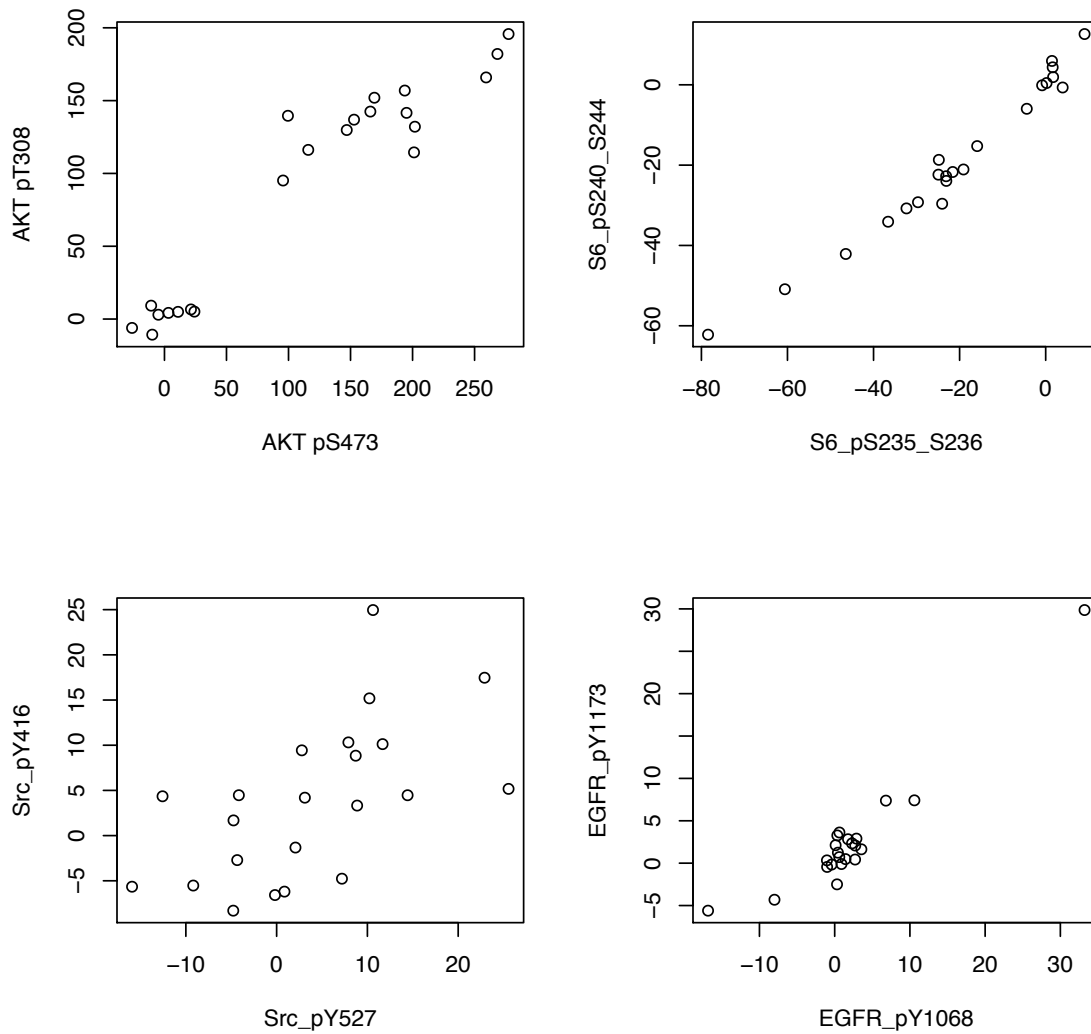 200
150
100
50
0
AKT pT308
0 50 100 150 200 250
AKT pS473
0
−20
−40
−60
S6_pS240_S244
−80 −60 −40 −20 0
S6_pS235_S236
25
20
15
10
5
0
−5
Src_pY416
−10 0 10 20
Src_pY527
30
20
10
5
0
−5
EGFR_pY1173
−10 0 10 20 30
EGFR_pY1068